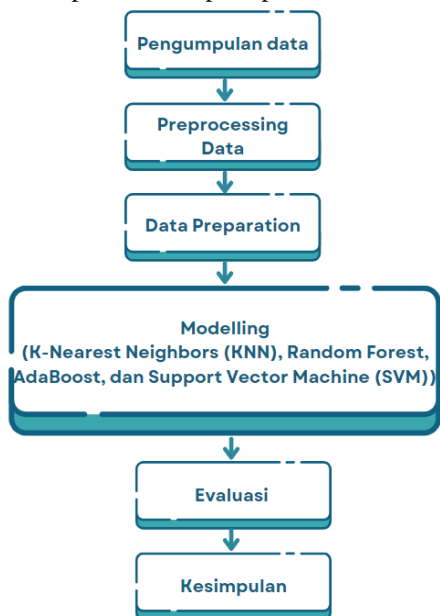 Pengumpulan data
Preprocessing
Data
Data Preparation
Modelling
(K-Nearest Neighbors (KNN), Random Forest,
AdaBoost, dan Support Vector Machine (SVM))
Evaluasi
Kesimpulan